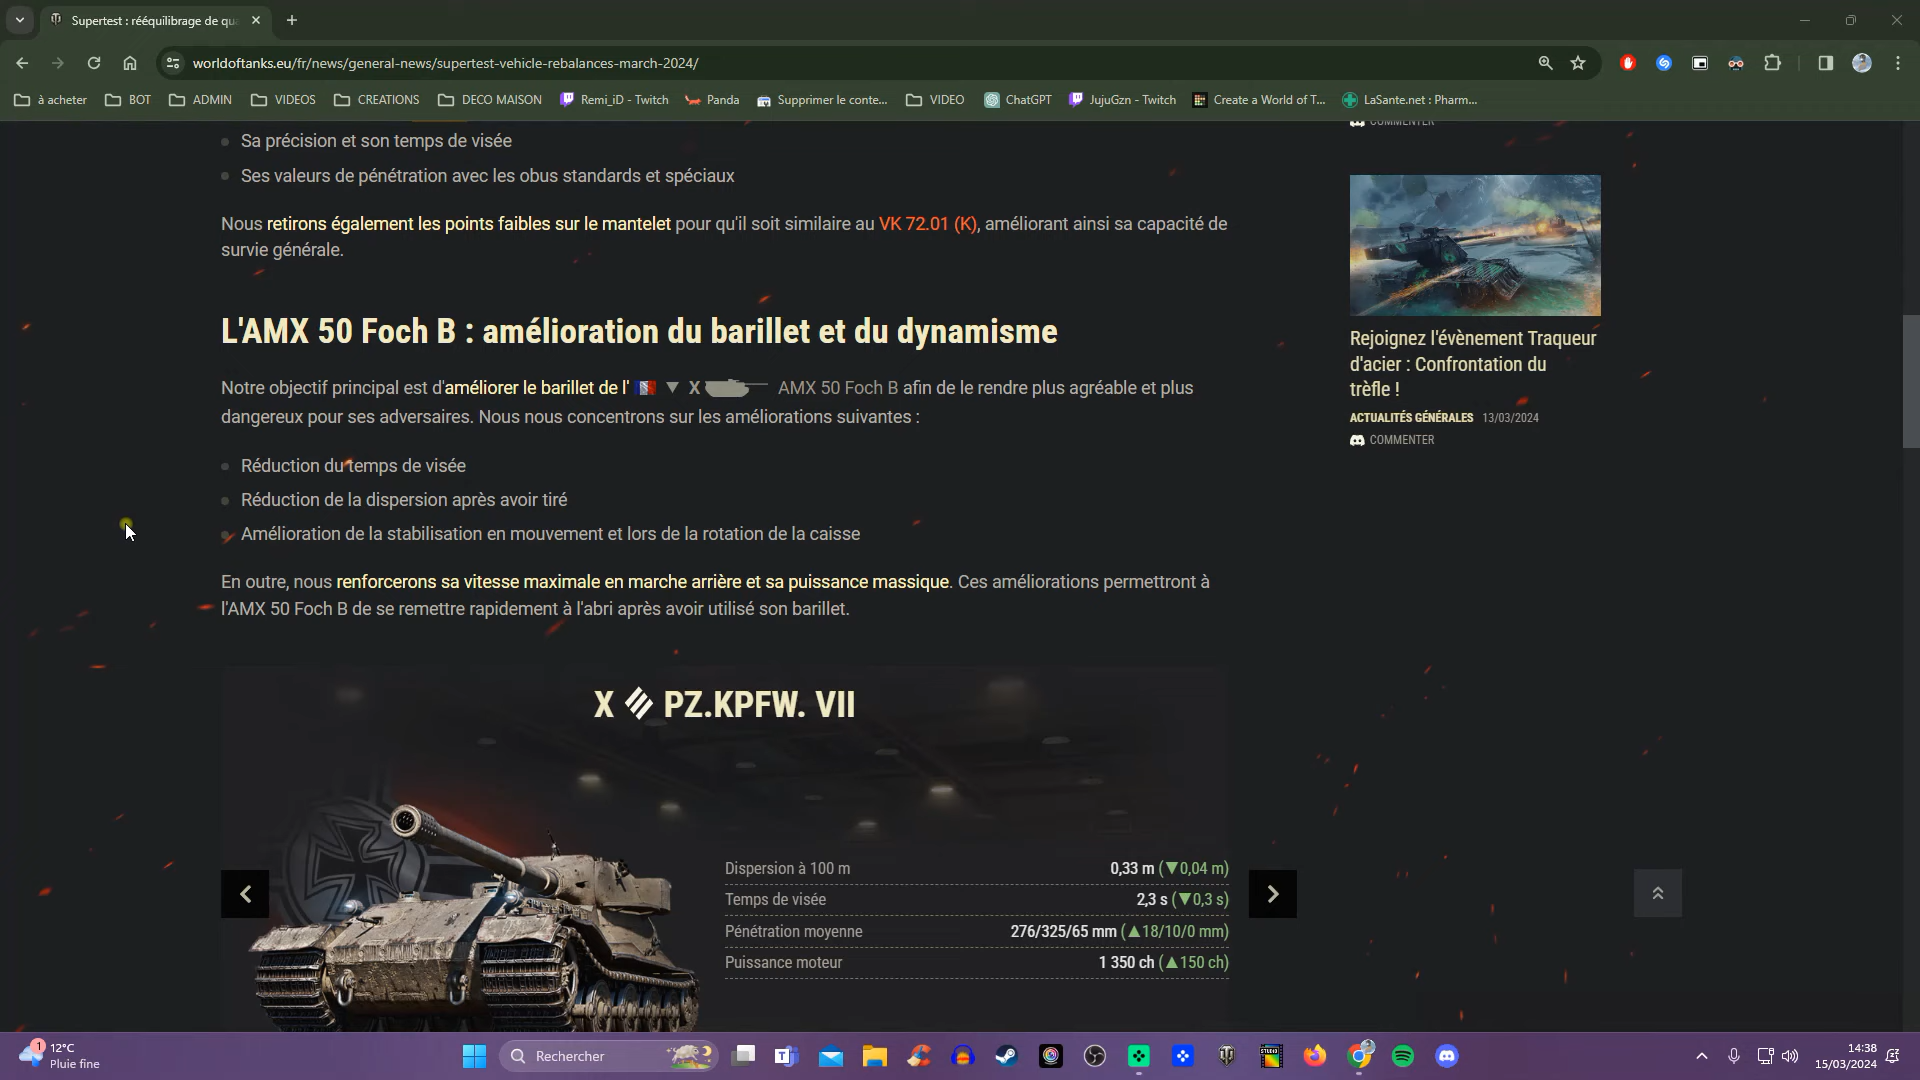 Supertest : rééquilibrage de qu
worldoftanks.eu/fr/news/general-news/supertest-vehicle-rebalances-march-2024/
à acheter
BOT
ADMIN
VIDEOS
CREATIONS
DECO MAISON
Remi_iD - Twitch
Panda
Supprimer le conte...
VIDEO
ChatGPT
JujuGzn - Twitch
Create a World of T...
LaSante.net : Pharm...
Sa précision et son temps de visée
Ses valeurs de pénétration avec les obus standards et spéciaux
Nous retirons également les points faibles sur le mantelet pour qu'il soit similaire au VK 72.01 (K), améliorant ainsi sa capacité de
survie générale.
L'AMX 50 Foch B : amélioration du barillet et du dynamisme
Notre objectif principal est d'améliorer le barillet de l' X AMX 50 Foch B afin de le rendre plus agréable et plus
dangereux pour ses adversaires. Nous nous concentrons sur les améliorations suivantes :
Réduction du temps de visée
Réduction de la dispersion après avoir tiré
Amélioration de la stabilisation en mouvement et lors de la rotation de la caisse
En outre, nous renforcerons sa vitesse maximale en marche arrière et sa puissance massique. Ces améliorations permettront à
l'AMX 50 Foch B de se remettre rapidement à l'abri après avoir utilisé son barillet.
X PZ.KPFW. VII
Dispersion à 100 m 0,33 m (▼0,04 m)
Temps de visée 2,3 s (▼0,3 s)
Pénétration moyenne 276/325/65 mm (▲18/10/0 mm)
Puissance moteur 1 350 ch (▲150 ch)
COMMENTER
Rejoignez l'évènement Traqueur
d'acier : Confrontation du
trèfle !
ACTUALITÉS GÉNÉRALES 13/03/2024
COMMENTER
1
12°C
Pluie fine
Rechercher
STUDIO
14:38
15/03/2024